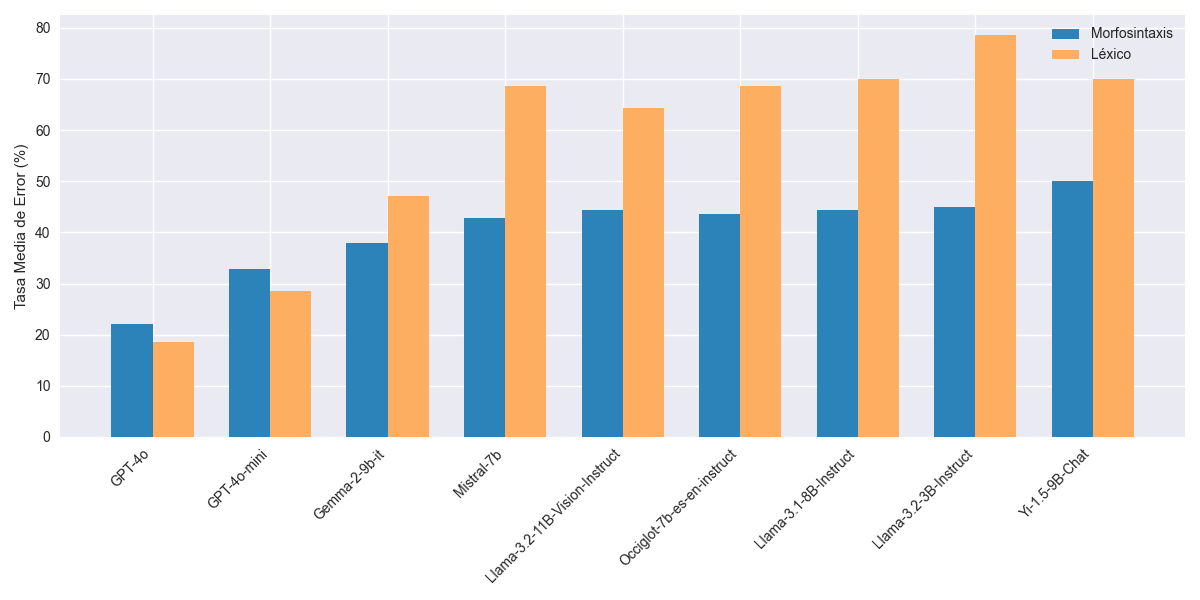 Morfosintaxis
Léxico
Tasa Media de Error (%)
80
70
60
50
40
30
20
10
0
GPT-4o
GPT-4o-mini
Gemma-2-9b-it
Mistral-7b
Llama-3.2-11B-Vision-Instruct
Occiglot-7b-es-en-instruct
Llama-3.1-8B-Instruct
Llama-3.2-3B-Instruct
Yi-1.5-9B-Chat